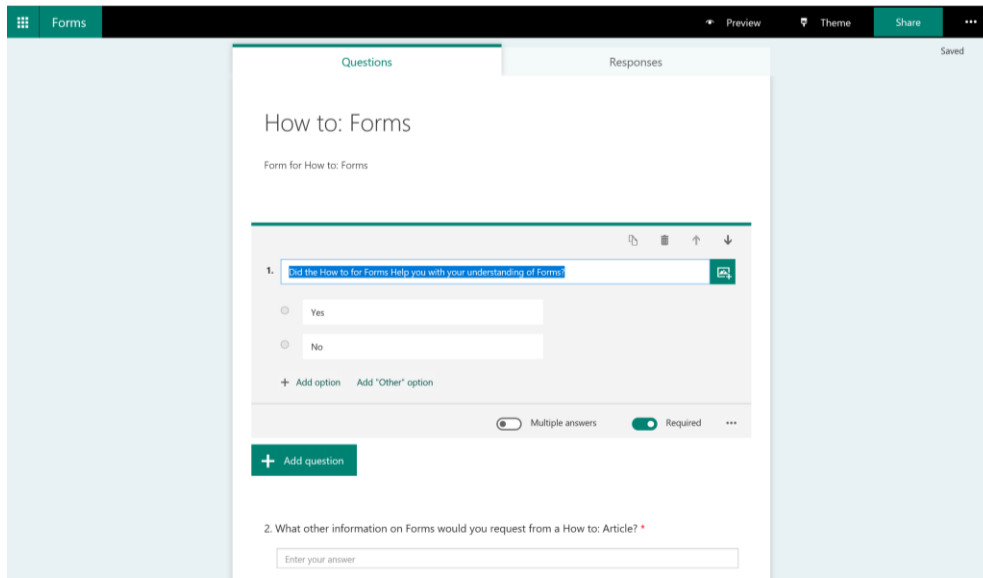 Forms Preview Theme Share
Saved
Questions Responses
How to: Forms
Form for How to: Forms
1. Did the How to for Forms Help you with your understanding of Forms?
Yes
No
+ Add option Add "Other" option
Multiple answers Required
+ Add question
2. What other information on Forms would you request from a How to: Article? *
Enter your answer